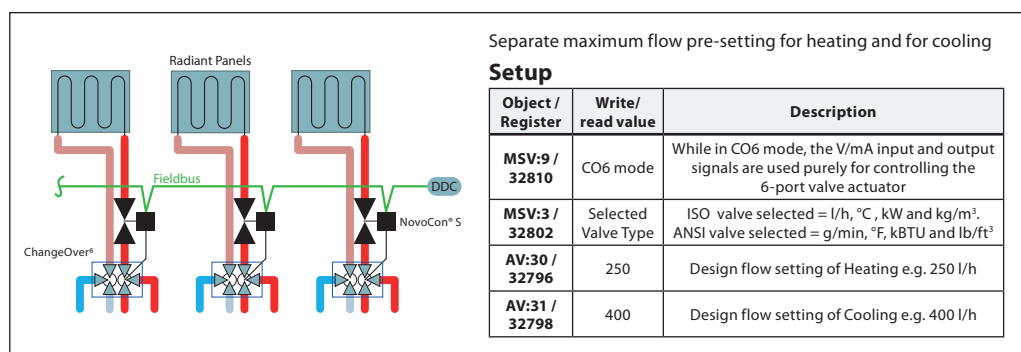 Radiant Panels
Fieldbus
DDC
NovoCon® S
ChangeOver⁶
Separate maximum flow pre-setting for heating and for cooling
Setup
Object /
Register
Write/
read value
Description
MSV:9 /
32810
CO6 mode
While in CO6 mode, the V/mA input and output
signals are used purely for controlling the
6-port valve actuator
MSV:3 /
32802
Selected
Valve Type
ISO valve selected = l/h, °C , kW and kg/m³.
ANSI valve selected = g/min, °F, kBTU and lb/ft³
AV:30 /
32796
250
Design flow setting of Heating e.g. 250 l/h
AV:31 /
32798
400
Design flow setting of Cooling e.g. 400 l/h